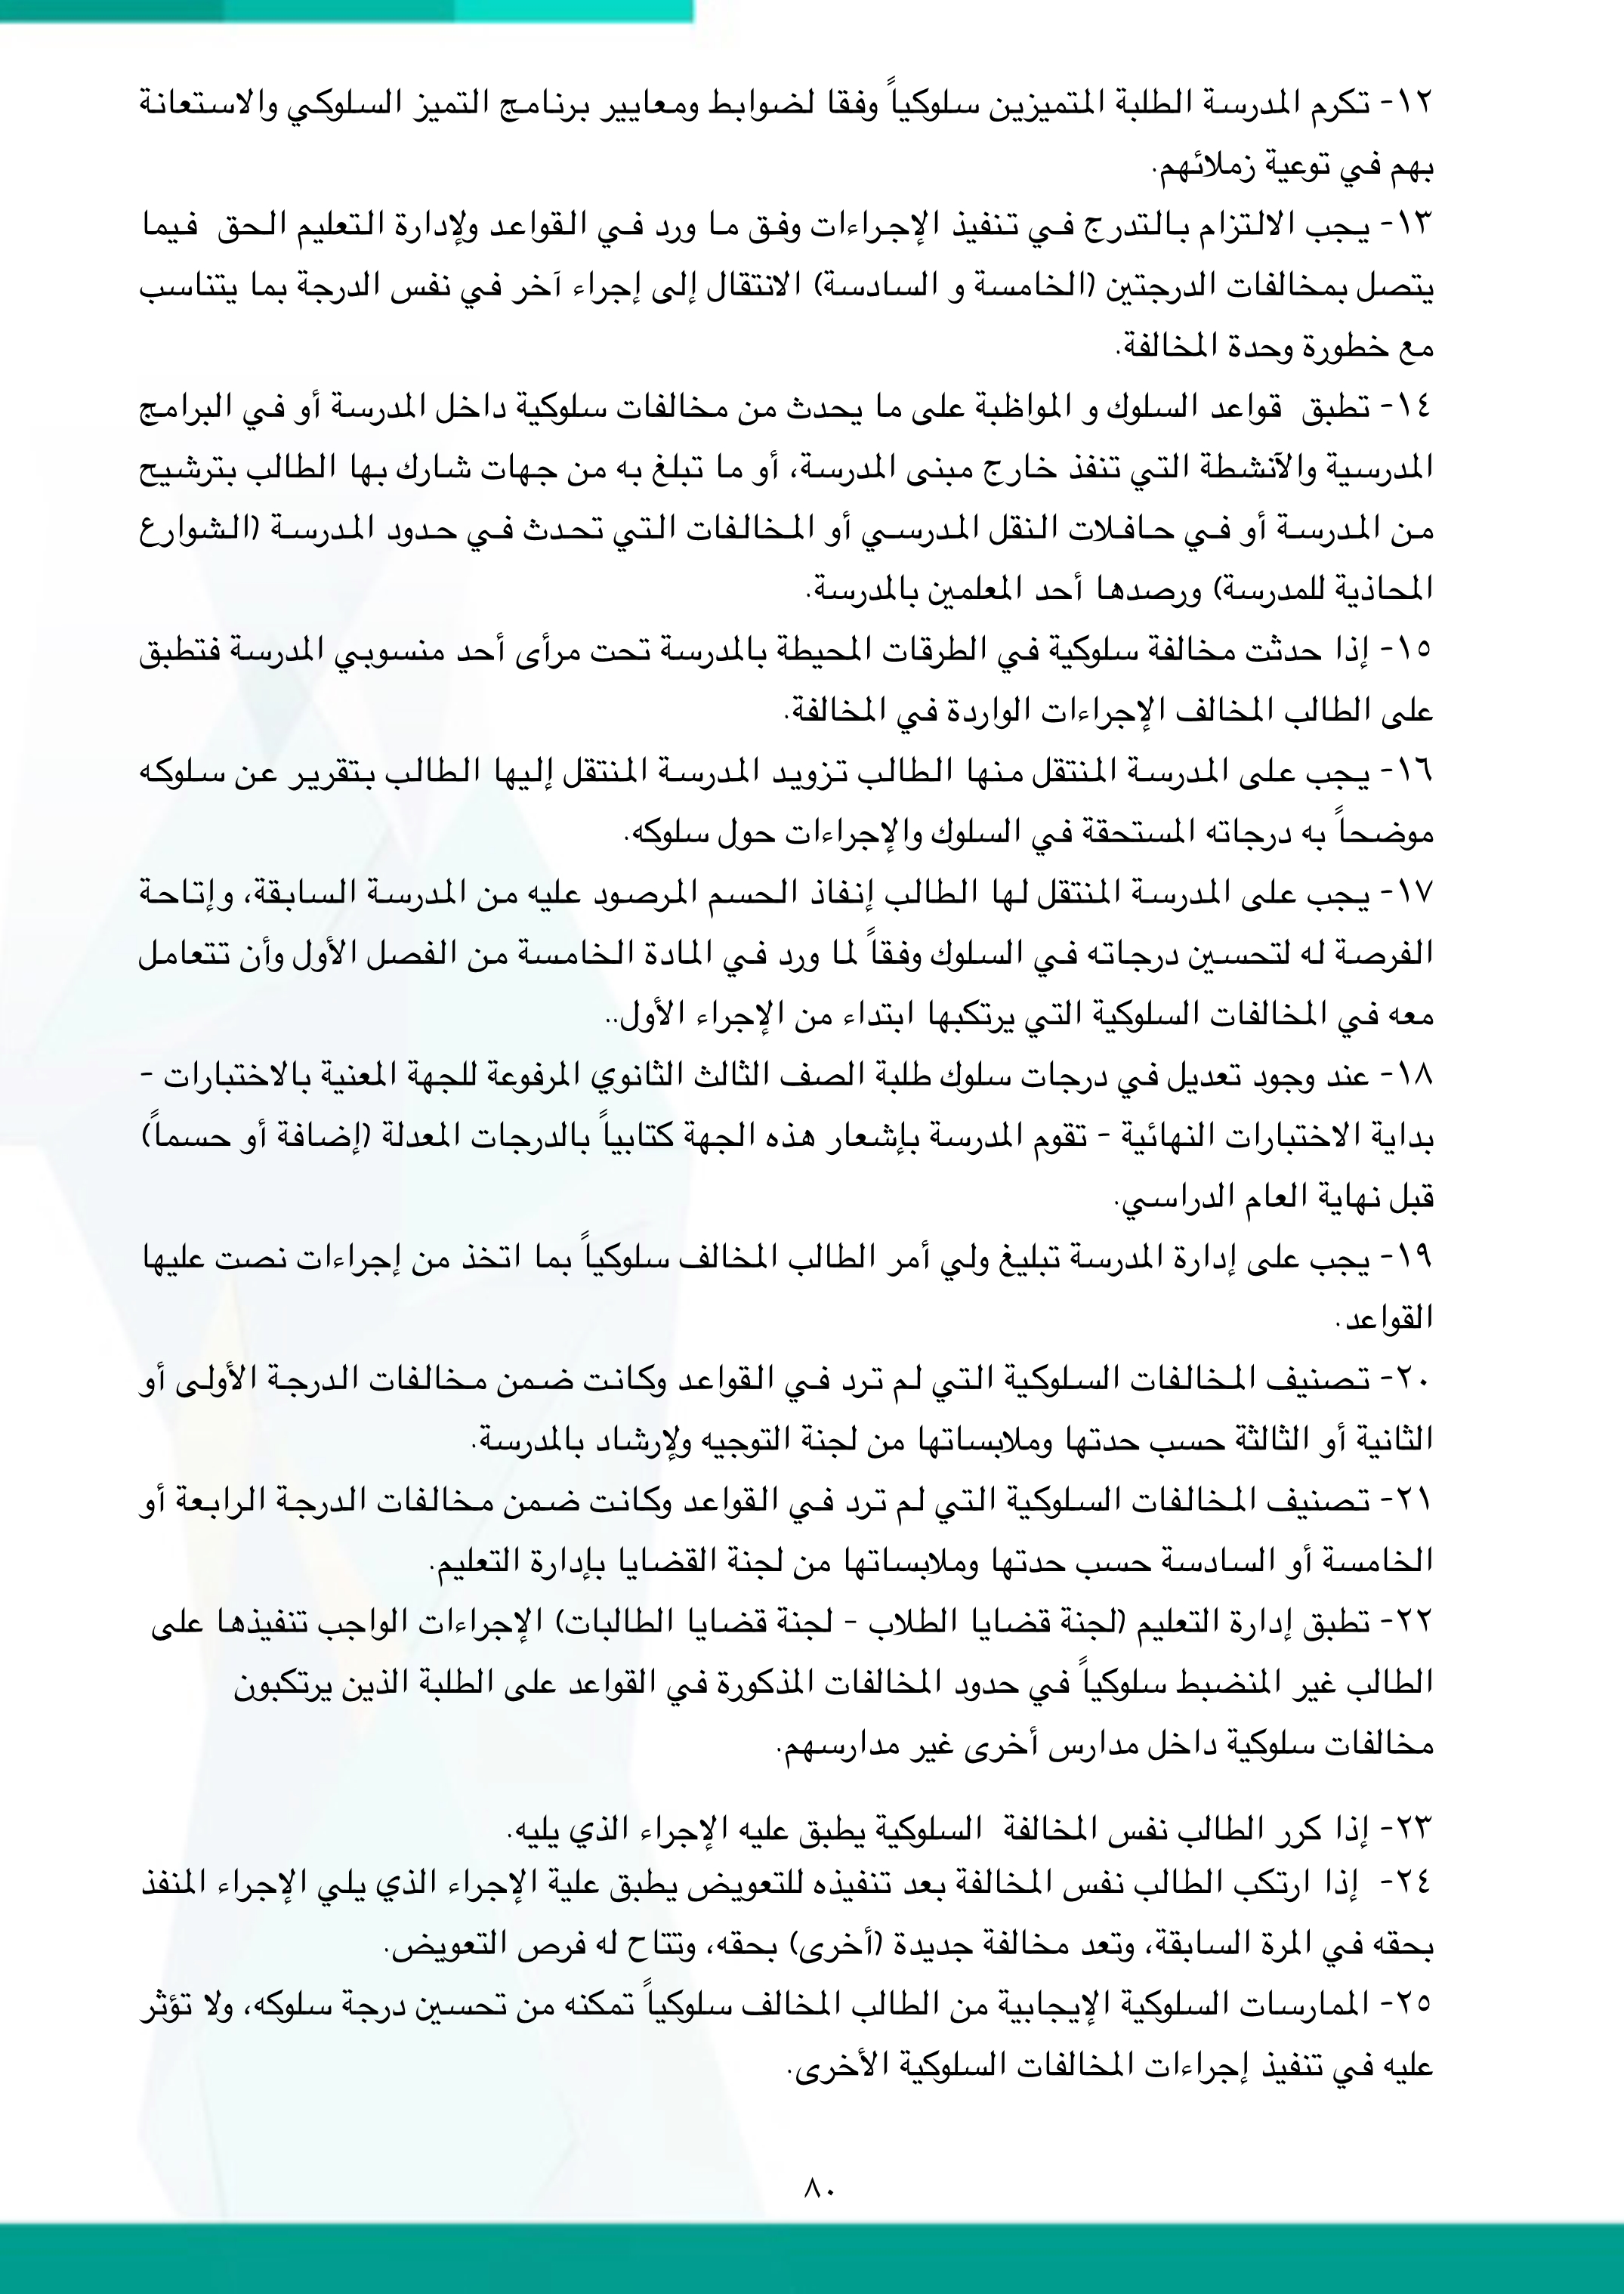 ١٢- تكرم المدرسة الطلبة المتميزين سلوكياً وفقا لضوابط ومعايير برنامج التميز السلوكي والاستعانة
بهم في توعية زملائهم.
١٣- يجب الالتزام بالتدرج في تنفيذ الإجراءات وفق ما ورد في القواعد ولإدارة التعليم الحق فيما
يتصل بمخالفات الدرجتين (الخامسة و السادسة) الانتقال إلى إجراء آخر في نفس الدرجة بما يتناسب
مع خطورة وحدة المخالفة.
١٤- تطبق قواعد السلوك و المواظبة على ما يحدث من مخالفات سلوكية داخل المدرسة أو في البرامج
المدرسية والآنشطة التي تنفذ خارج مبنى المدرسة، أو ما تبلغ به من جهات شارك بها الطالب بترشيح
من المدرسة أو في حافلات النقل المدرسي أو المخالفات التي تحدث في حدود المدرسة (الشوارع
المحاذية للمدرسة) ورصدها أحد المعلمين بالمدرسة.
١٥- إذا حدثت مخالفة سلوكية في الطرقات المحيطة بالمدرسة تحت مرأى أحد منسوبي المدرسة فتطبق
على الطالب المخالف الإجراءات الواردة في المخالفة.
١٦- يجب على المدرسة المنتقل منها الطالب تزويد المدرسة المنتقل إليها الطالب بتقرير عن سلوكه
موضحاً به درجاته المستحقة في السلوك والإجراءات حول سلوكه.
١٧- يجب على المدرسة المنتقل لها الطالب إنفاذ الحسم المرصود عليه من المدرسة السابقة، وإتاحة
الفرصة له لتحسين درجاته في السلوك وفقاً لما ورد في المادة الخامسة من الفصل الأول وأن تتعامل
معه في المخالفات السلوكية التي يرتكبها ابتداء من الإجراء الأول..
١٨- عند وجود تعديل في درجات سلوك طلبة الصف الثالث الثانوي المرفوعة للجهة المعنية بالاختبارات -
بداية الاختبارات النهائية - تقوم المدرسة بإشعار هذه الجهة كتابياً بالدرجات المعدلة (إضافة أو حسماً)
قبل نهاية العام الدراسي.
١٩- يجب على إدارة المدرسة تبليغ ولي أمر الطالب المخالف سلوكياً بما اتخذ من إجراءات نصت عليها
القواعد.
٢٠- تصنيف المخالفات السلوكية التي لم ترد في القواعد وكانت ضمن مخالفات الدرجة الأولى أو
الثانية أو الثالثة حسب حدتها وملابساتها من لجنة التوجيه ولإرشاد بالمدرسة.
٢١- تصنيف المخالفات السلوكية التي لم ترد في القواعد وكانت ضمن مخالفات الدرجة الرابعة أو
الخامسة أو السادسة حسب حدتها وملابساتها من لجنة القضايا بإدارة التعليم.
٢٢- تطبق إدارة التعليم (لجنة قضايا الطلاب - لجنة قضايا الطالبات) الإجراءات الواجب تنفيذها على
الطالب غير المنضبط سلوكياً في حدود المخالفات المذكورة في القواعد على الطلبة الذين يرتكبون
مخالفات سلوكية داخل مدارس أخرى غير مدارسهم.
٢٣- إذا كرر الطالب نفس المخالفة السلوكية يطبق عليه الإجراء الذي يليه.
٢٤- إذا ارتكب الطالب نفس المخالفة بعد تنفيذه للتعويض يطبق علية الإجراء الذي يلي الإجراء المنفذ
بحقه في المرة السابقة، وتعد مخالفة جديدة (أخرى) بحقه، وتتاح له فرص التعويض.
٢٥- الممارسات السلوكية الإيجابية من الطالب المخالف سلوكياً تمكنه من تحسين درجة سلوكه، ولا تؤثر
عليه في تنفيذ إجراءات المخالفات السلوكية الأخرى.
٨٠